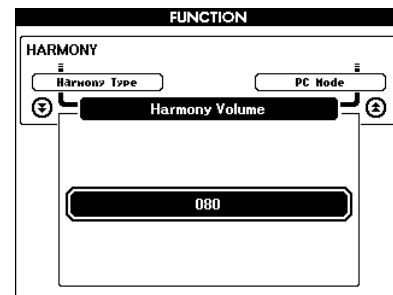 FUNCTION
HARMONY
Harmony Type
PC Mode
Harmony Volume
080